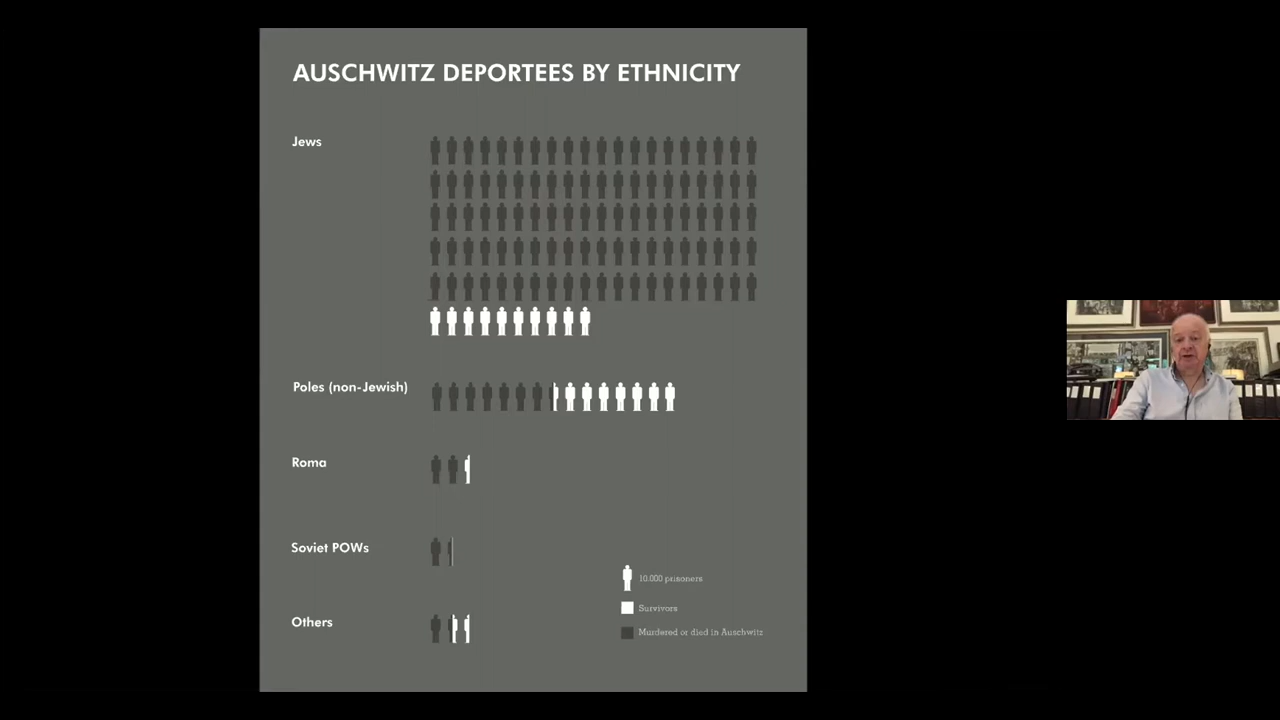 AUSCHWITZ DEPORTEES BY ETHNICITY
Jews
Poles (non-Jewish)
Roma
Soviet POWs
Others
10.000 prisoners
Survivors
Murdered or died in Auschwitz